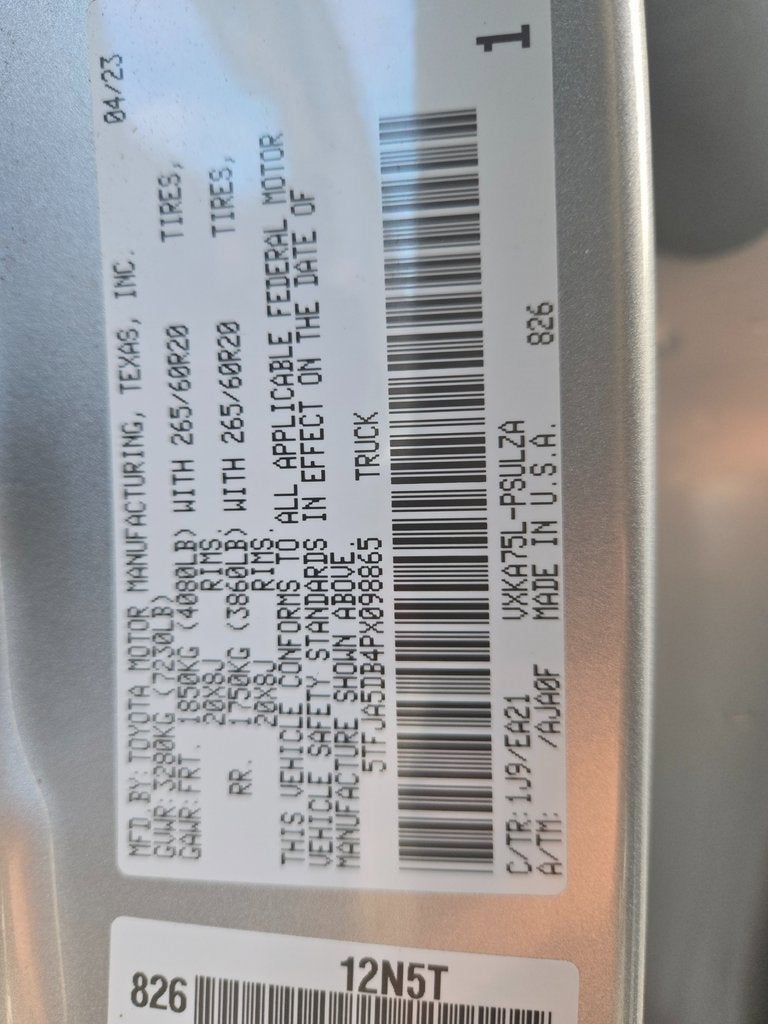 04/23
MFD BY: TOYOTA MOTOR MANUFACTURING, TEXAS, INC.
GVWR: 3280KG (7230LB)
GAWR: FRT. 1850KG (4080LB) WITH 265/60R20 TIRES,
20X8J RIMS.
RR. 1750KG (3860LB) WITH 265/60R20 TIRES,
20X8J RIMS.
THIS VEHICLE CONFORMS TO ALL APPLICABLE FEDERAL MOTOR
VEHICLE SAFETY STANDARDS IN EFFECT ON THE DATE OF
MANUFACTURE SHOWN ABOVE.
5TFJA5DB4PX098865 TRUCK
1
C/TR: 1J9/EA21 VXKA75L-PSULZA 826
A/TM: /AJA0F MADE IN U.S.A.
826
12N5T